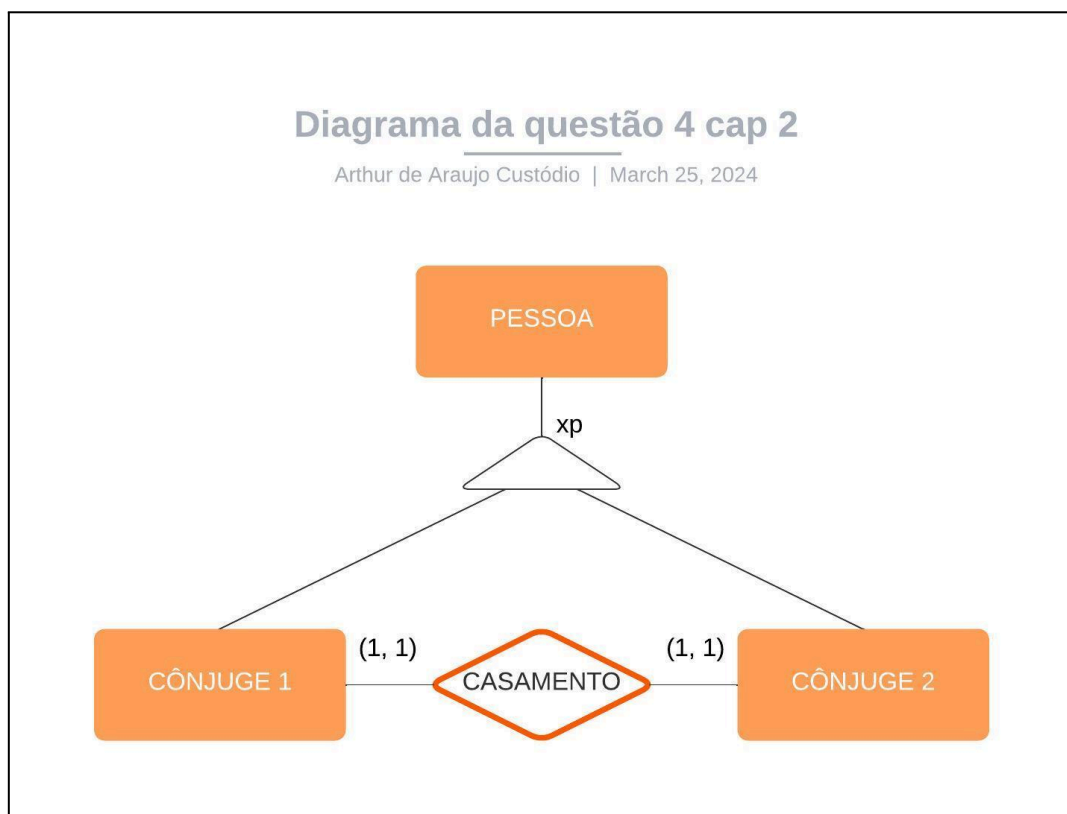 Diagrama da questão 4 cap 2
Arthur de Araujo Custódio | March 25, 2024
PESSOA
xp
(1, 1)
(1, 1)
CÔNJUGE 1
CASAMENTO
CÔNJUGE 2